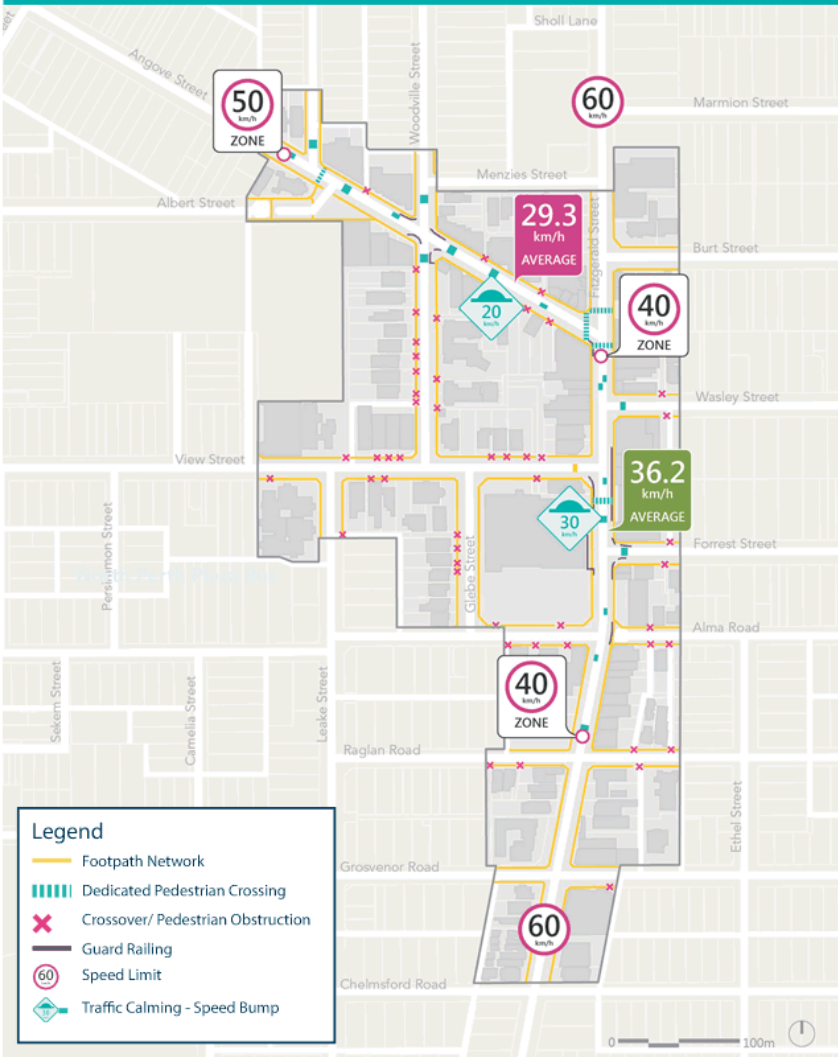 Sholl Lane
Angove Street
Woodville Street
50
km/h
ZONE
60
km/h
Marmion Street
Menzies Street
Albert Street
29.3
km/h
AVERAGE
Fitzgerald Street
Burt Street
20
km/h
40
km/h
ZONE
Wasley Street
View Street
36.2
km/h
AVERAGE
30
km/h
Persimmon Street
Glebe Street
Forrest Street
Alma Road
Sekem Street
Camelia Street
Leake Street
40
km/h
ZONE
Raglan Road
Ethel Street
Legend
Footpath Network
Dedicated Pedestrian Crossing
Crossover/ Pedestrian Obstruction
Guard Railing
60
Speed Limit
Traffic Calming - Speed Bump
Grosvenor Road
60
km/h
Chelmsford Road
0
100m